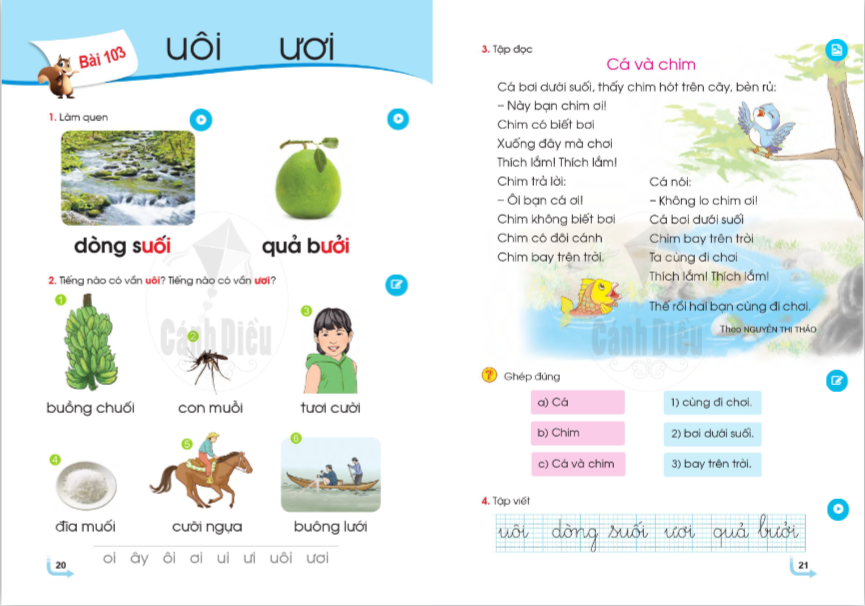 Bài 103
uôi ươi
1. Làm quen
dòng suối
quả bưởi
2. Tiếng nào có vần uôi? Tiếng nào có vần ươi?
1
2
3
Cánh Diều
buồng chuối
con muỗi
tươi cười
4
5
6
đĩa muối
cưỡi ngựa
buông lưới
oi ây ôi ơi ui ưi uôi ươi
20
3. Tập đọc
Cá và chim
Cá bơi dưới suối, thấy chim hót trên cây, bèn rủ:
– Này bạn chim ơi!
Chim có biết bơi
Xuống đây mà chơi
Thích lắm! Thích lắm!
Chim trả lời:
– Ôi bạn cá ơi!
Chim không biết bơi
Chim có đôi cánh
Chim bay trên trời.
Cá nói:
– Không lo chim ơi!
Cá bơi dưới suối
Chim bay trên trời
Ta cùng đi chơi
Thích lắm! Thích lắm!
Thế rồi hai bạn cùng đi chơi.
Theo NGUYỄN THỊ THẢO
Cánh Diều
? Ghép đúng
a) Cá
1) cùng đi chơi.
b) Chim
2) bơi dưới suối.
c) Cá và chim
3) bay trên trời.
4. Tập viết
uôi dòng suối ươi quả bưởi
21